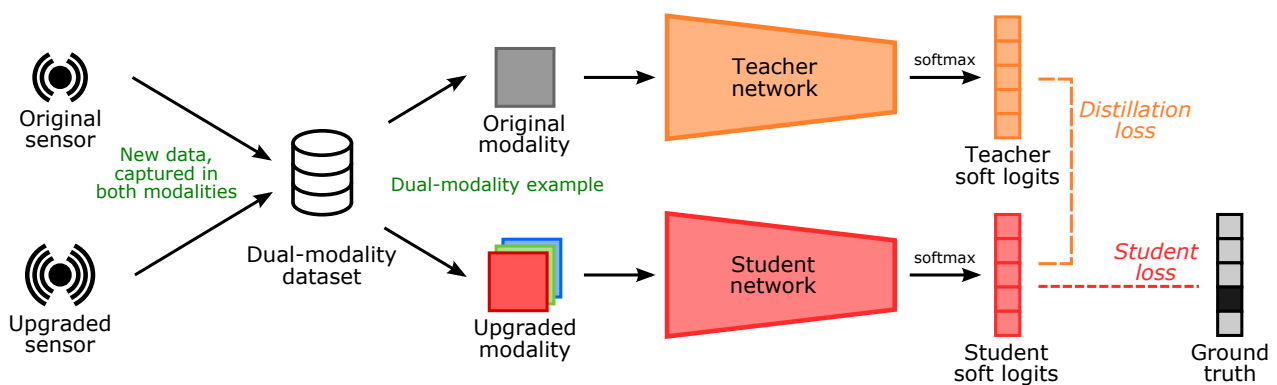 Original
sensor
Upgraded
sensor
New data,
captured in
both modalities
Dual-modality
dataset
Dual-modality example
Original
modality
Upgraded
modality
Teacher
network
softmax
Teacher
soft logits
Distillation
loss
Student
network
softmax
Student
soft logits
Student
loss
Ground
truth